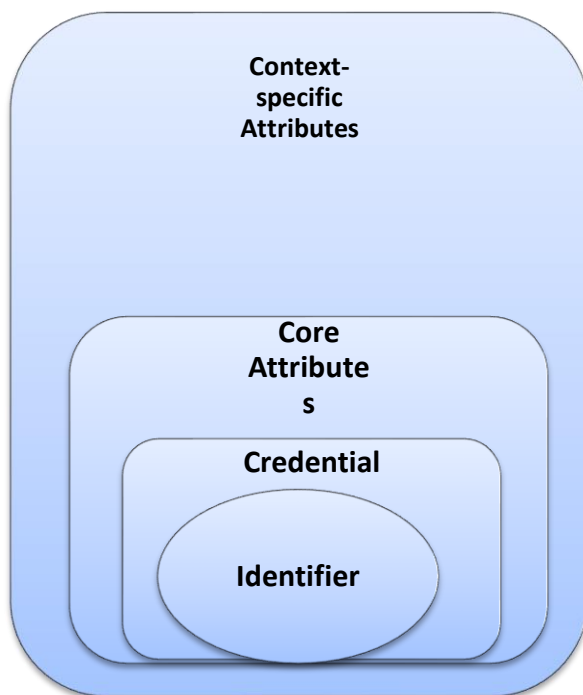 Context-
specific
Attributes
Core
Attribute
s
Credential
Identifier